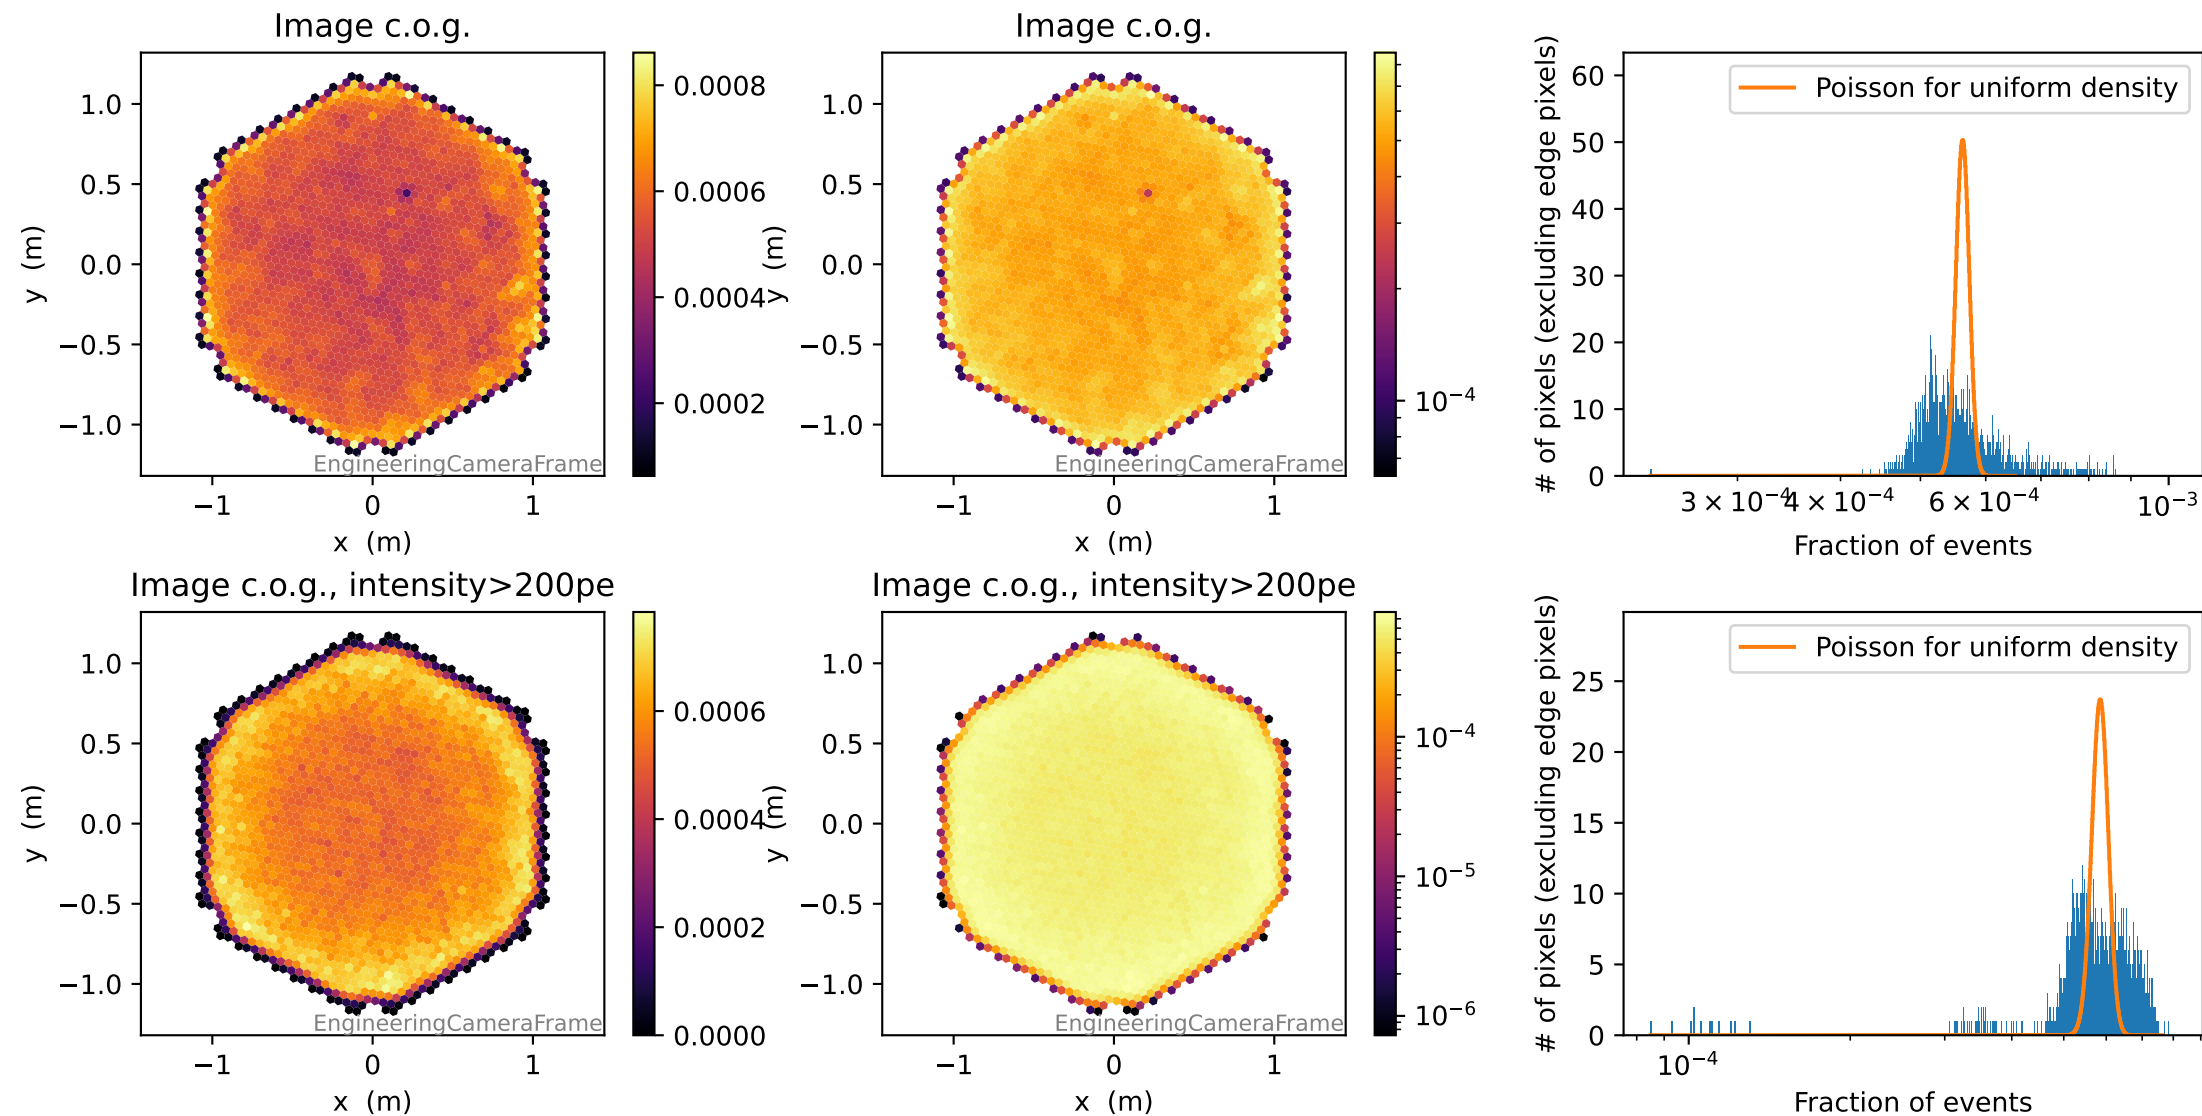 Image c.o.g.
1.0
0.5
0.0
−0.5
−1.0
y (m)
−1
0
1
x (m)
EngineeringCameraFrame
0.0008
0.0006
0.0004
0.0002
Image c.o.g.
1.0
0.5
0.0
−0.5
−1.0
y (m)
−1
0
1
x (m)
EngineeringCameraFrame
10−4
60
50
40
30
20
10
0
# of pixels (excluding edge pixels)
Poisson for uniform density
3 × 10−4
4 × 10−4
6 × 10−4
10−3
Fraction of events
Image c.o.g., intensity>200pe
1.0
0.5
0.0
−0.5
−1.0
y (m)
−1
0
1
x (m)
EngineeringCameraFrame
0.0006
0.0004
0.0002
0.0000
Image c.o.g., intensity>200pe
1.0
0.5
0.0
−0.5
−1.0
y (m)
−1
0
1
x (m)
EngineeringCameraFrame
10−4
10−5
10−6
25
20
15
10
5
0
# of pixels (excluding edge pixels)
Poisson for uniform density
10−4
Fraction of events